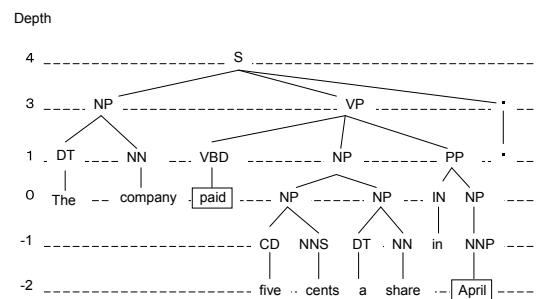 Depth
4 S
3 NP VP .
1 DT NN VBD NP PP .
0 The company paid NP NP IN NP
-1 CD NNS DT NN in NNP
-2 five cents a share April